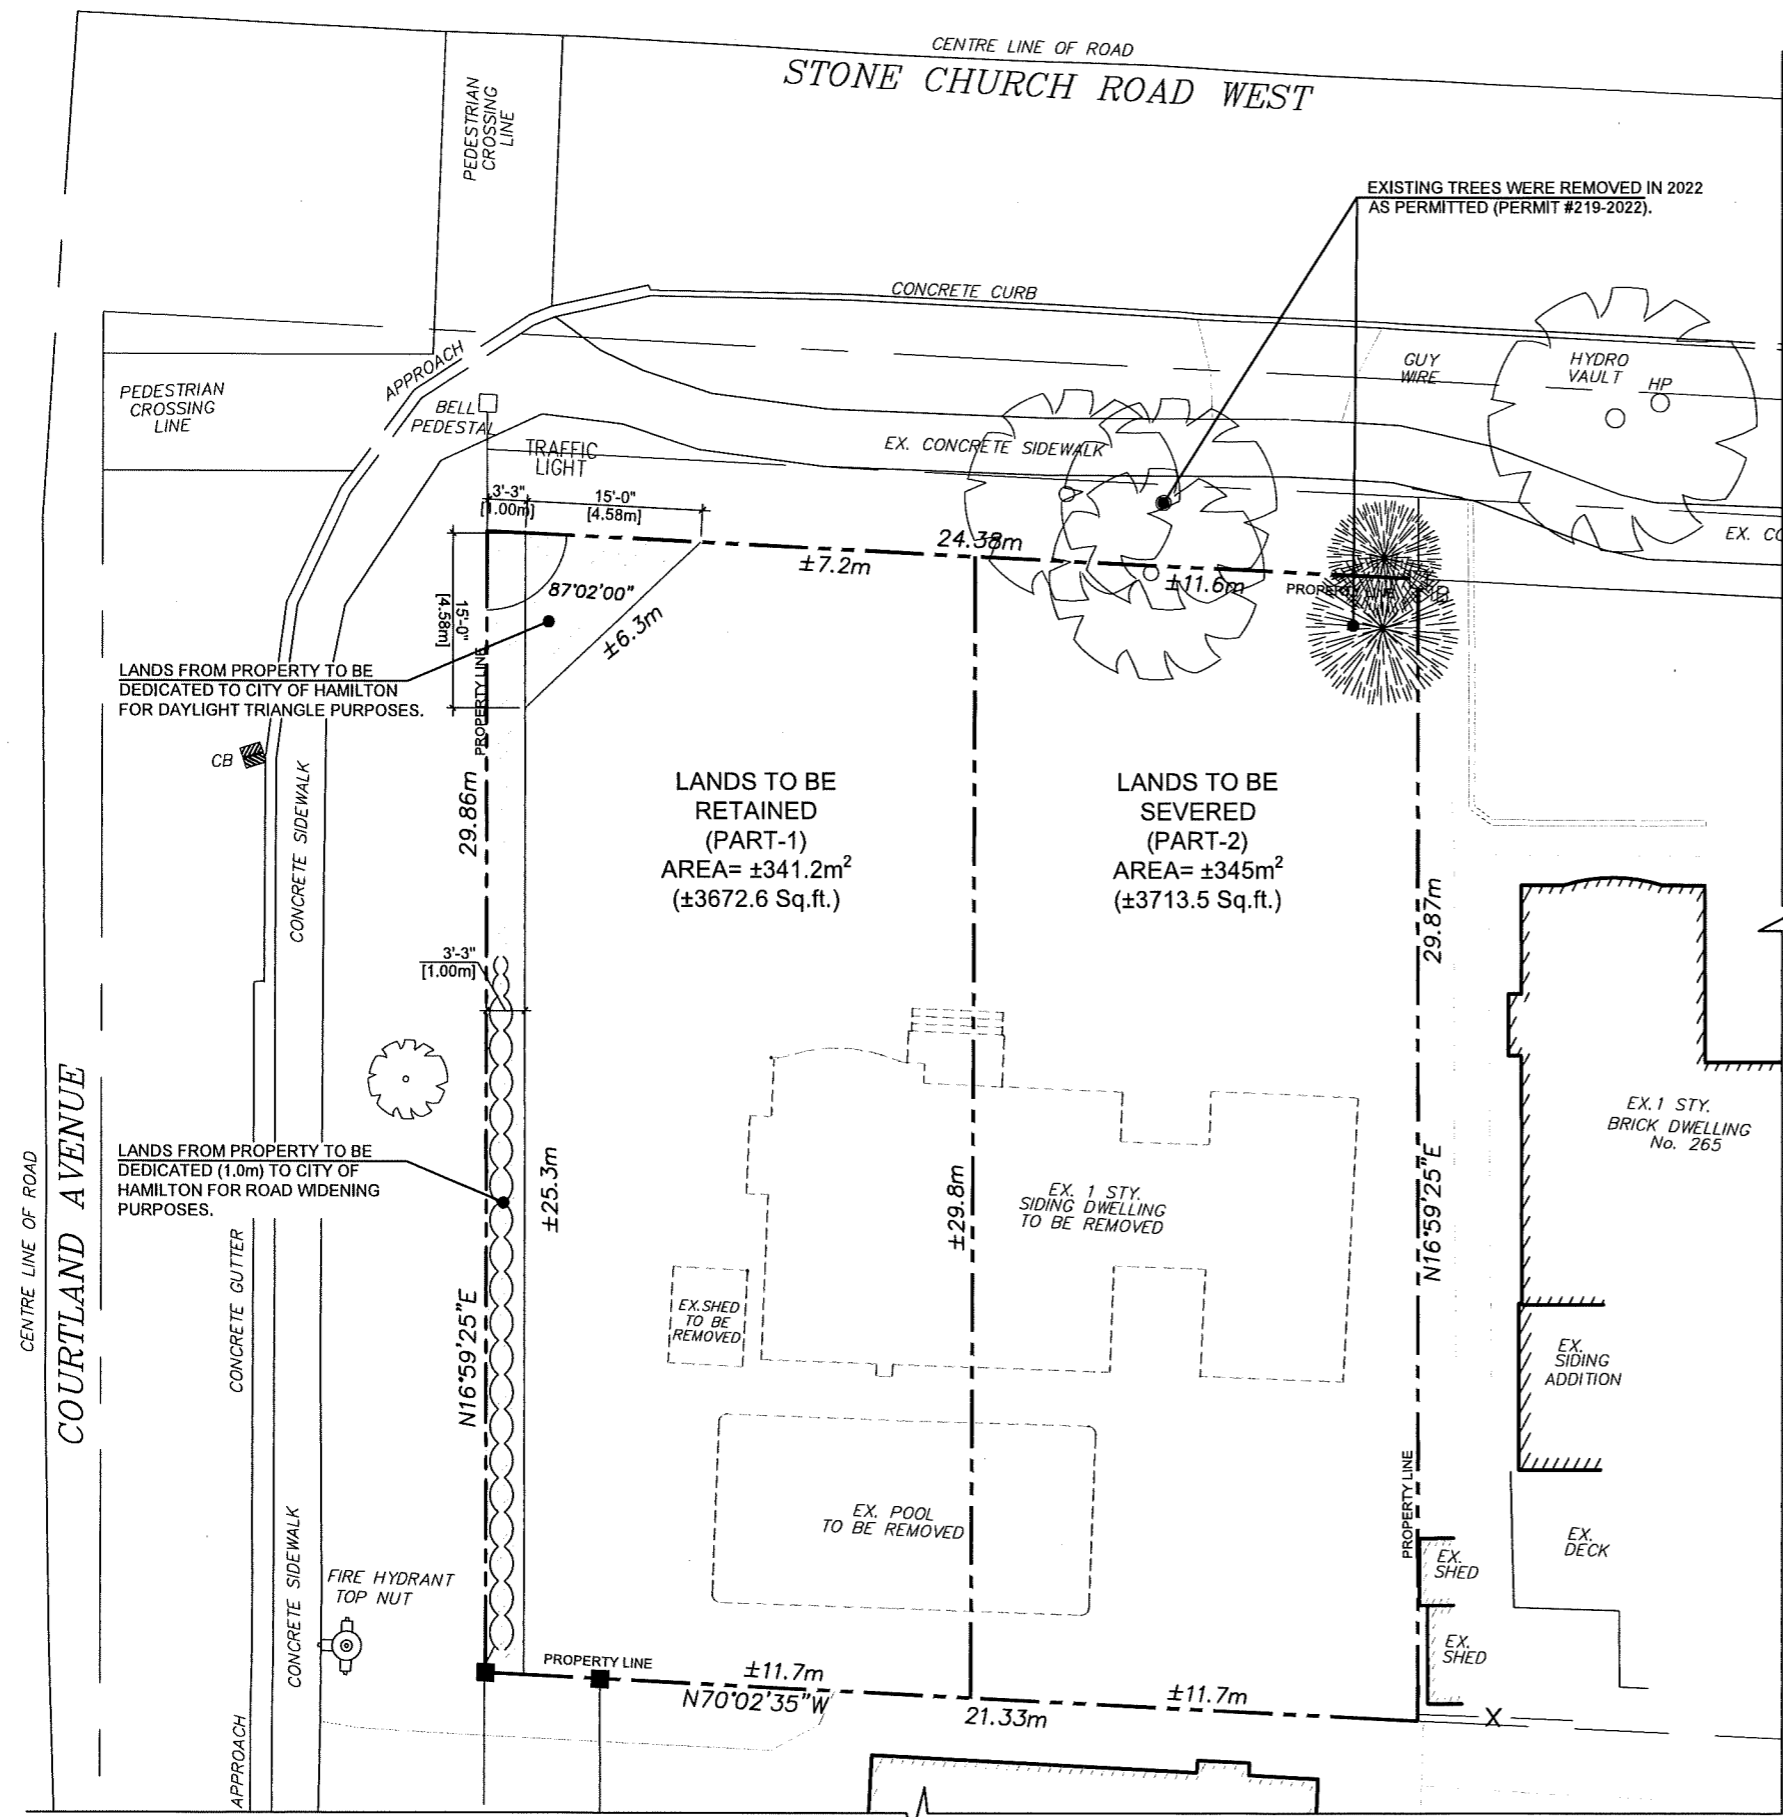 CENTRE LINE OF ROAD
STONE CHURCH ROAD WEST
PEDESTRIAN
CROSSING
LINE
EXISTING TREES WERE REMOVED IN 2022
AS PERMITTED (PERMIT #219-2022).
CONCRETE CURB
APPROACH
PEDESTRIAN
CROSSING
LINE
BELL
PEDESTAL
TRAFFIC
LIGHT
EX. CONCRETE SIDEWALK
GUY
WIRE
HYDRO
VAULT
HP
EX. CO
3'-3"
[1.00m]
15'-0"
[4.58m]
24.38m
±7.2m
±11.6m
PROPERTY LINE
87°02'00"
15'-0"
[4.58m]
±6.3m
LANDS FROM PROPERTY TO BE
DEDICATED TO CITY OF HAMILTON
FOR DAYLIGHT TRIANGLE PURPOSES.
PROPERTY LINE
CB
CONCRETE SIDEWALK
29.86m
LANDS TO BE
RETAINED
(PART-1)
AREA= ±341.2m²
(±3672.6 Sq.ft.)
LANDS TO BE
SEVERED
(PART-2)
AREA= ±345m²
(±3713.5 Sq.ft.)
29.87m
3'-3"
[1.00m]
CENTRE LINE OF ROAD
COURTLAND AVENUE
LANDS FROM PROPERTY TO BE
DEDICATED (1.0m) TO CITY OF
HAMILTON FOR ROAD WIDENING
PURPOSES.
±25.3m
±29.8m
EX. 1 STY.
SIDING DWELLING
TO BE REMOVED
N16°59'25"E
EX.1 STY.
BRICK DWELLING
No. 265
CONCRETE GUTTER
N16°59'25"E
EX.SHED
TO BE
REMOVED
EX.
SIDING
ADDITION
EX. POOL
TO BE REMOVED
PROPERTY LINE
EX.
SHED
EX.
DECK
CONCRETE SIDEWALK
FIRE HYDRANT
TOP NUT
EX.
SHED
PROPERTY LINE
±11.7m
N70°02'35"W
±11.7m
21.33m
X
APPROACH